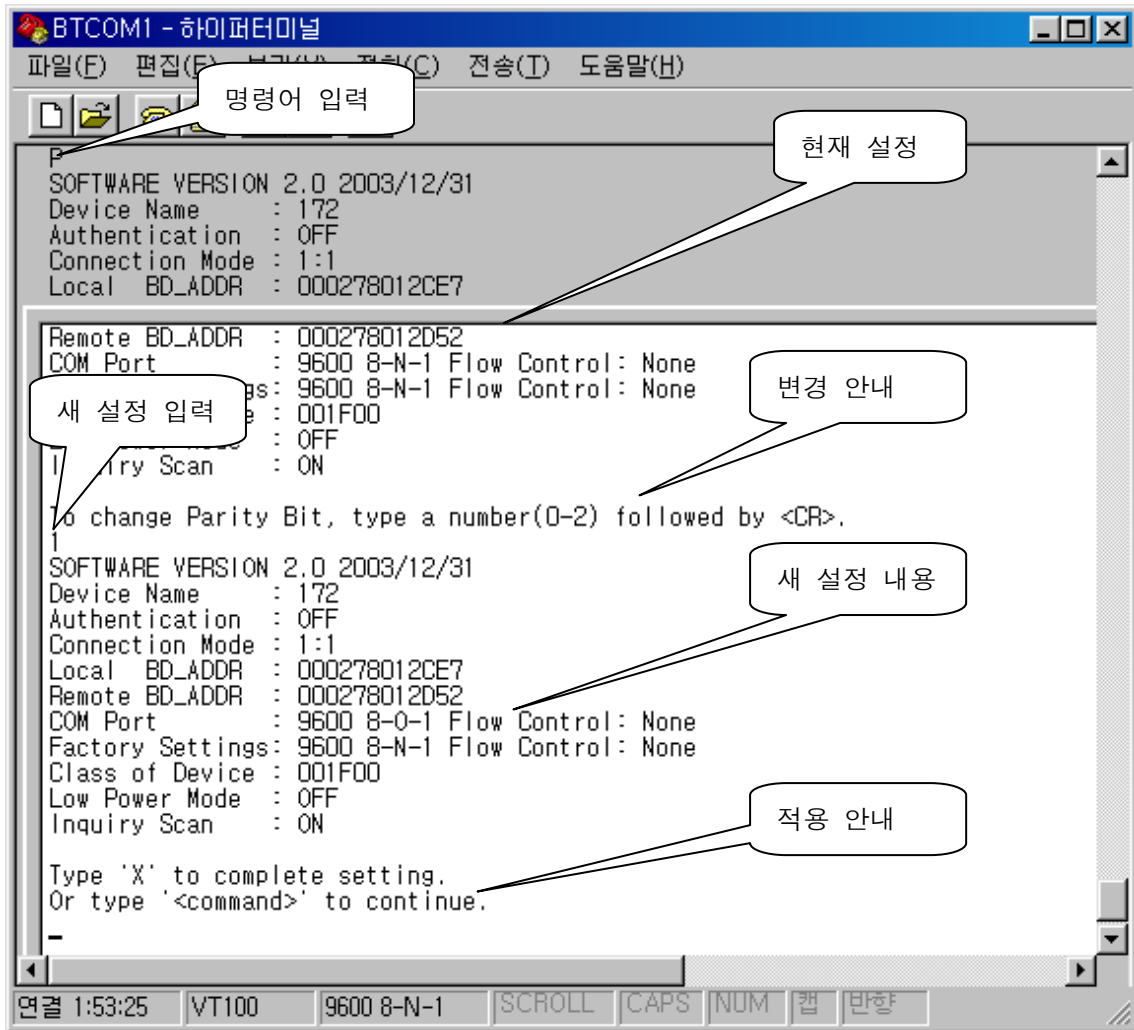 BTCOM1 - 하이퍼터미널
파일(F) 편집(E) 전송(T) 도움말(H)
명령어 입력
현재 설정
P
SOFTWARE VERSION 2.0 2003/12/31
Device Name : 172
Authentication : OFF
Connection Mode : 1:1
Local BD_ADDR : 000278012CE7
Remote BD_ADDR : 000278012D52
COM Port : 9600 8-N-1 Flow Control: None
gs: 9600 8-N-1 Flow Control: None
변경 안내
새 설정 입력
e : 001F00
: OFF
Inquiry Scan : ON
To change Parity Bit, type a number(0-2) followed by <CR>.
1
SOFTWARE VERSION 2.0 2003/12/31
새 설정 내용
Device Name : 172
Authentication : OFF
Connection Mode : 1:1
Local BD_ADDR : 000278012CE7
Remote BD_ADDR : 000278012D52
COM Port : 9600 8-O-1 Flow Control: None
Factory Settings: 9600 8-N-1 Flow Control: None
Class of Device : 001F00
Low Power Mode : OFF
Inquiry Scan : ON
적용 안내
Type 'X' to complete setting.
Or type '<command>' to continue.
연결 1:53:25 VT100 9600 8-N-1 SCROLL CAPS NUM 캡 반향